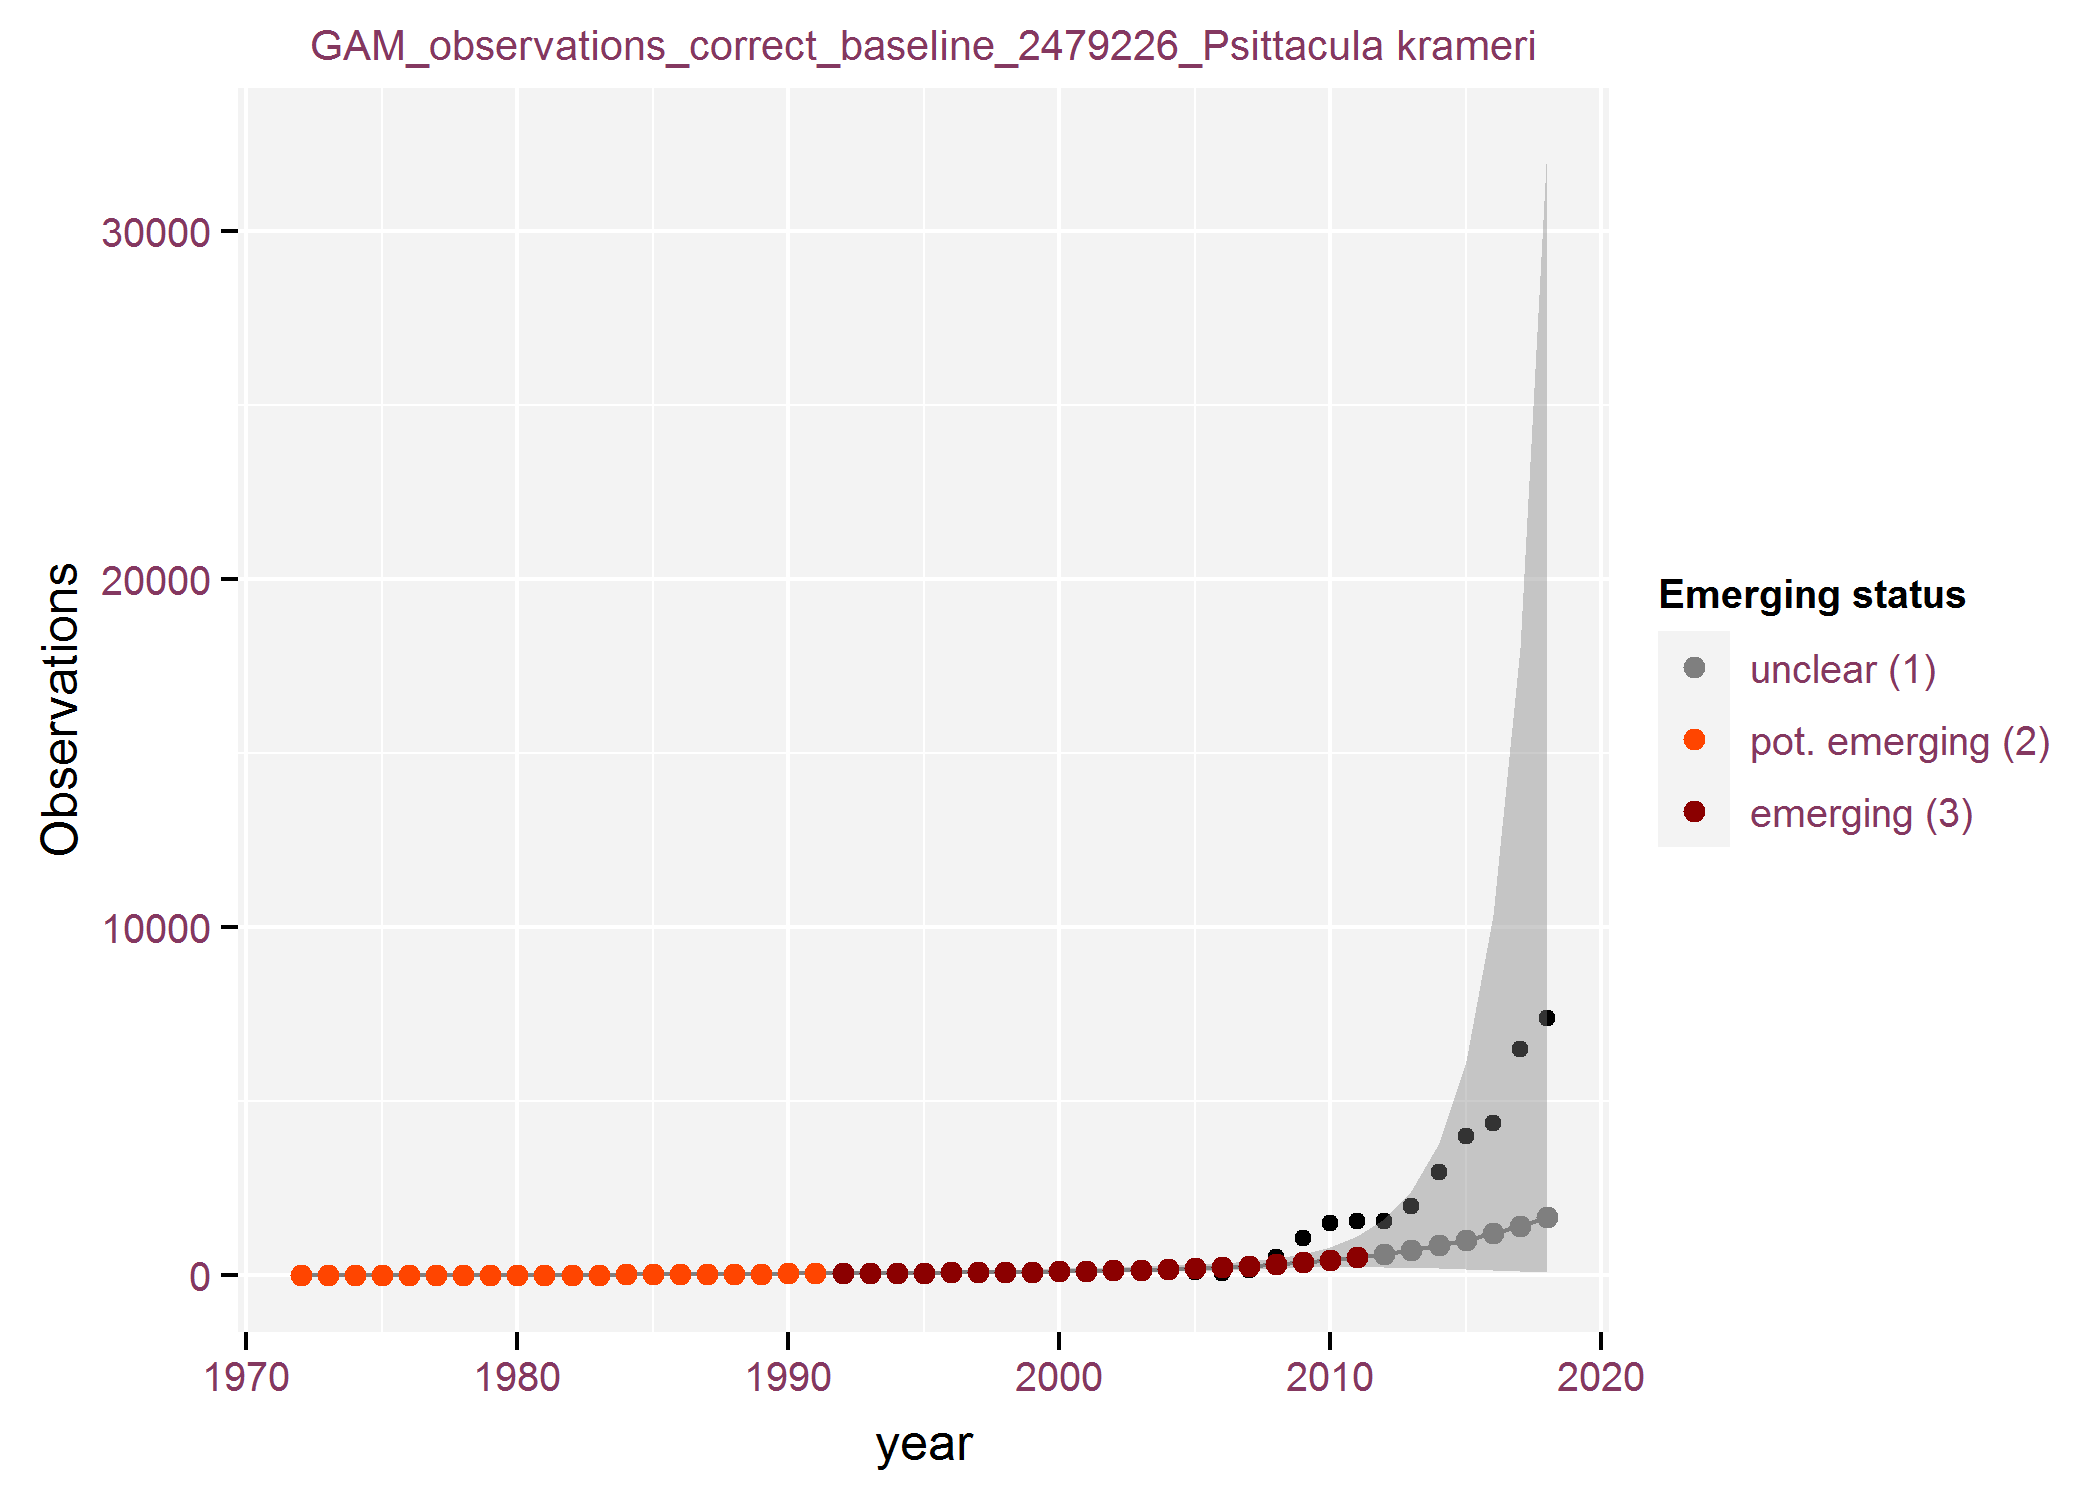 GAM_observations_correct_baseline_2479226_Psittacula krameri
Observations
30000
20000
10000
0
1970 1980 1990 2000 2010 2020
year
Emerging status
unclear (1)
pot. emerging (2)
emerging (3)